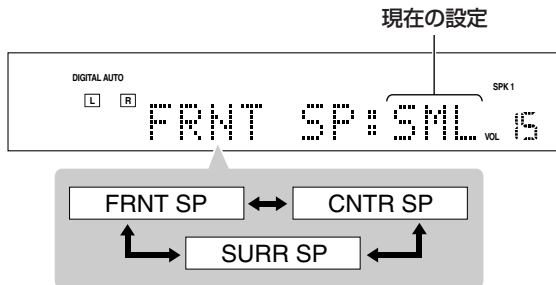 現在の設定
DIGITAL AUTO
SPK 1
L R
FRNT SP:SML VOL 15
FRNT SP CNTR SP
SURR SP